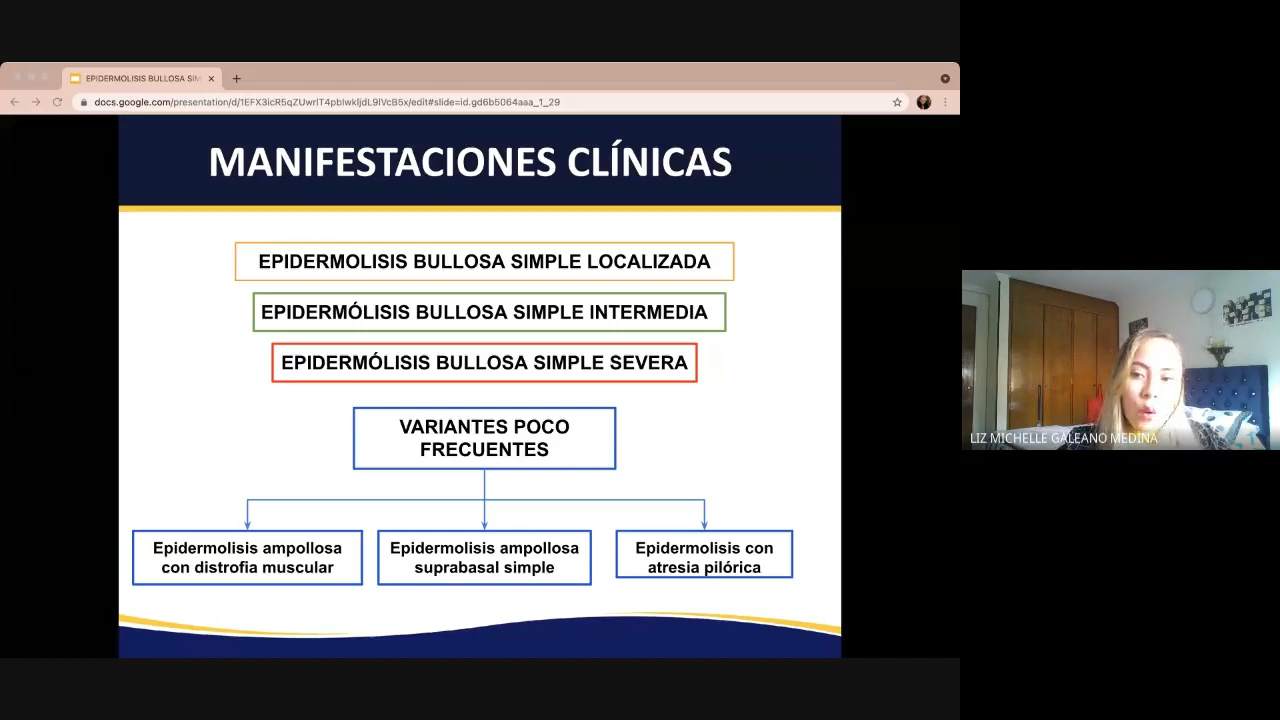 EPIDERMOLISIS BULLOSA SIM
docs.google.com/presentation/d/1EFX3icR5qZUwrlT4pbIwkljdL9lVcB5x/edit#slide=id.gd6b5064aaa_1_29
MANIFESTACIONES CLÍNICAS
EPIDERMOLISIS BULLOSA SIMPLE LOCALIZADA
EPIDERMÓLISIS BULLOSA SIMPLE INTERMEDIA
EPIDERMÓLISIS BULLOSA SIMPLE SEVERA
VARIANTES POCO
FRECUENTES
Epidermolisis ampollosa
con distrofia muscular
Epidermolisis ampollosa
suprabasal simple
Epidermolisis con
atresia pilórica
LIZ MICHELLE GALEANO MEDINA